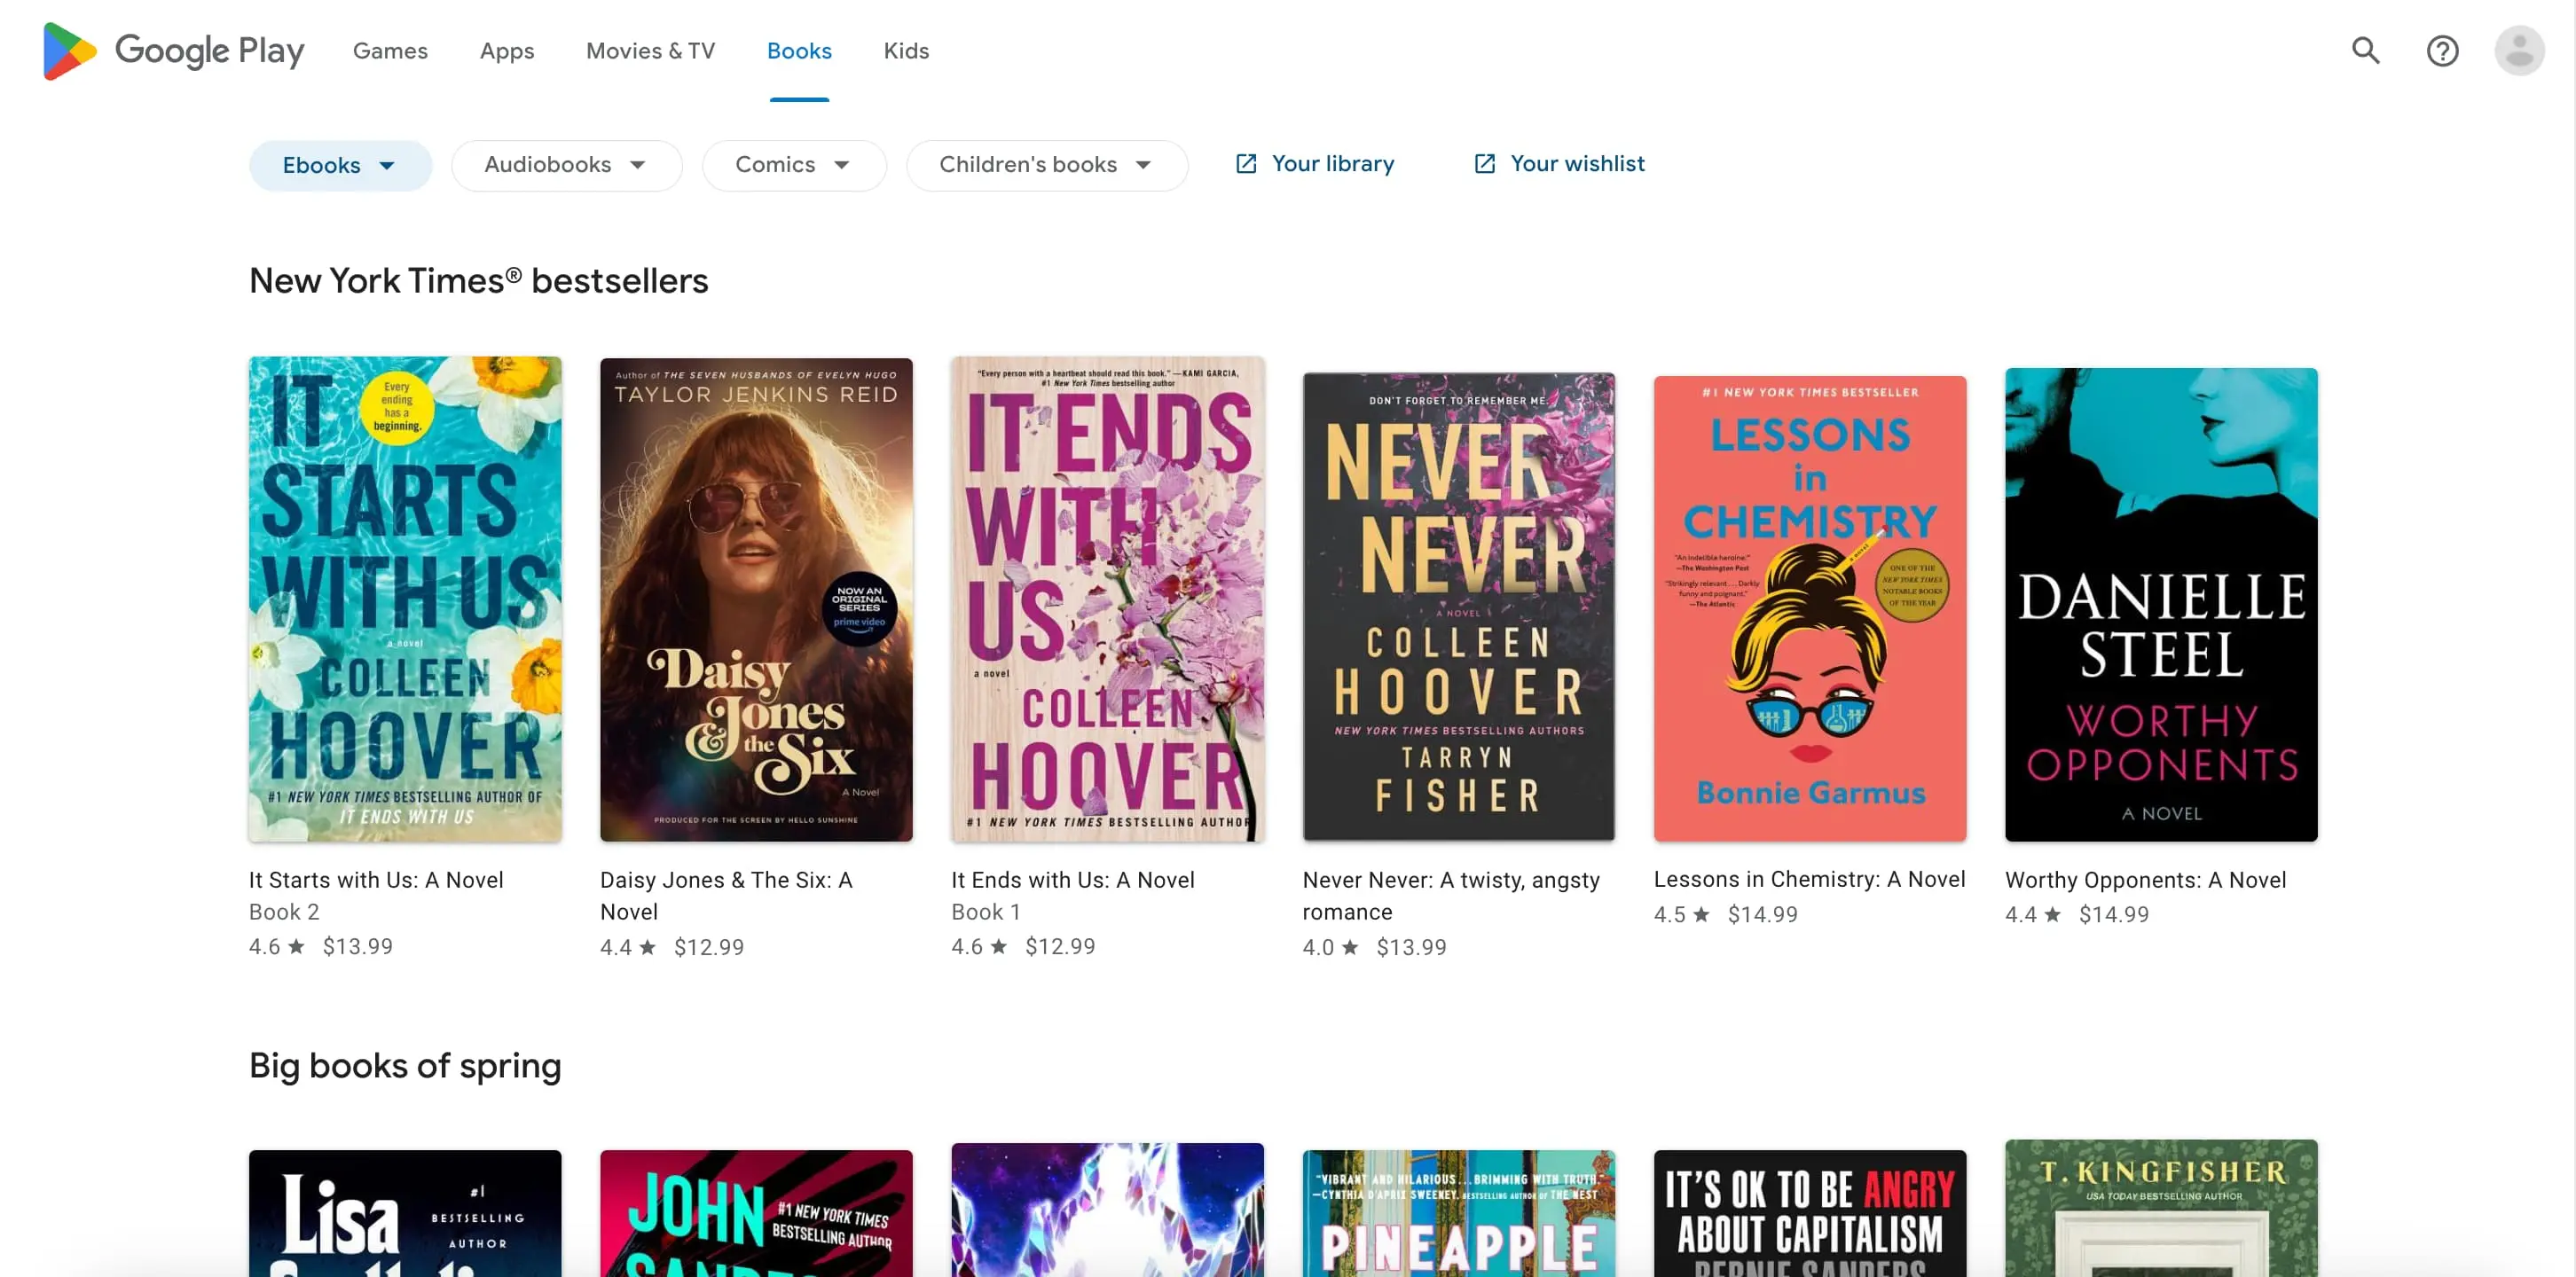 Google Play
Games
Apps
Movies & TV
Books
Kids
Ebooks
Audiobooks
Comics
Children's books
Your library
Your wishlist
New York Times® bestsellers
IT
STARTS
WITH US
Every
ending
has a
beginning.
a novel
COLLEEN
HOOVER
#1 NEW YORK TIMES BESTSELLING AUTHOR OF
IT ENDS WITH US
It Starts with Us: A Novel
Book 2
4.6 ★ $13.99
Author of THE SEVEN HUSBANDS OF EVELYN HUGO
TAYLOR JENKINS REID
NOW AN
ORIGINAL
SERIES
prime video
Daisy
Jones
& the
Six
A Novel
PRODUCED FOR THE SCREEN BY HELLO SUNSHINE
Daisy Jones & The Six: A
Novel
4.4 ★ $12.99
"Every person with a heartbeat should read this book." —KAMI GARCIA,
#1 New York Times bestselling author
IT ENDS
WITH
US
a novel
COLLEEN
HOOVER
#1 NEW YORK TIMES BESTSELLING AUTHOR
It Ends with Us: A Novel
Book 1
4.6 ★ $12.99
DON'T FORGET TO REMEMBER ME.
NEVER
NEVER
A NOVEL
COLLEEN
HOOVER
NEW YORK TIMES BESTSELLING AUTHORS
TARRYN
FISHER
Never Never: A twisty, angsty
romance
4.0 ★ $13.99
#1 NEW YORK TIMES BESTSELLER
LESSONS
in
CHEMISTRY
"An indelible heroine."
—The Washington Post
"Strikingly relevant... Darkly
funny and poignant."
—The Atlantic
ONE OF THE
NEW YORK TIMES
NOTABLE BOOKS
OF THE YEAR
Bonnie Garmus
Lessons in Chemistry: A Novel
4.5 ★ $14.99
DANIELLE
STEEL
WORTHY
OPPONENTS
A NOVEL
Worthy Opponents: A Novel
4.4 ★ $14.99
Big books of spring
Lisa
#1
BESTSELLING
AUTHOR
JOHN
#1 NEW YORK TIMES
BESTSELLING AUTHOR
"VIBRANT AND HILARIOUS...BRIMMING WITH TRUTH."
—CYNTHIA D'APRIX SWEENEY, BESTSELLING AUTHOR OF THE NEST
PINEAPPLE
IT'S OK TO BE ANGRY
ABOUT CAPITALISM
BERNIE SANDERS
T. KINGFISHER
USA TODAY BESTSELLING AUTHOR